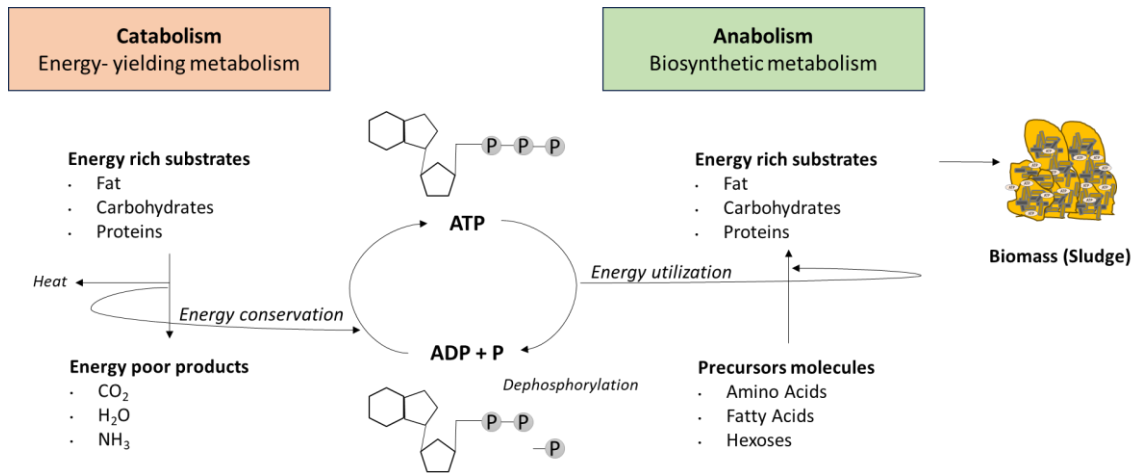 Catabolism
Energy- yielding metabolism
Anabolism
Biosynthetic metabolism
P P P
Energy rich substrates
· Fat
· Carbohydrates
· Proteins
ATP
Energy rich substrates
· Fat
· Carbohydrates
· Proteins
Biomass (Sludge)
Heat
Energy conservation
Energy utilization
ADP + P
Dephosphorylation
Energy poor products
· CO₂
· H₂O
· NH₃
P P
P
Precursors molecules
· Amino Acids
· Fatty Acids
· Hexoses